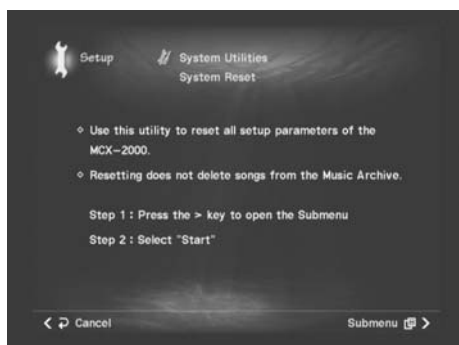 Setup
System Utilities
System Reset
Use this utility to reset all setup parameters of the
MCX-2000.
Resetting does not delete songs from the Music Archive.
Step 1 : Press the > key to open the Submenu
Step 2 : Select "Start"
Cancel
Submenu